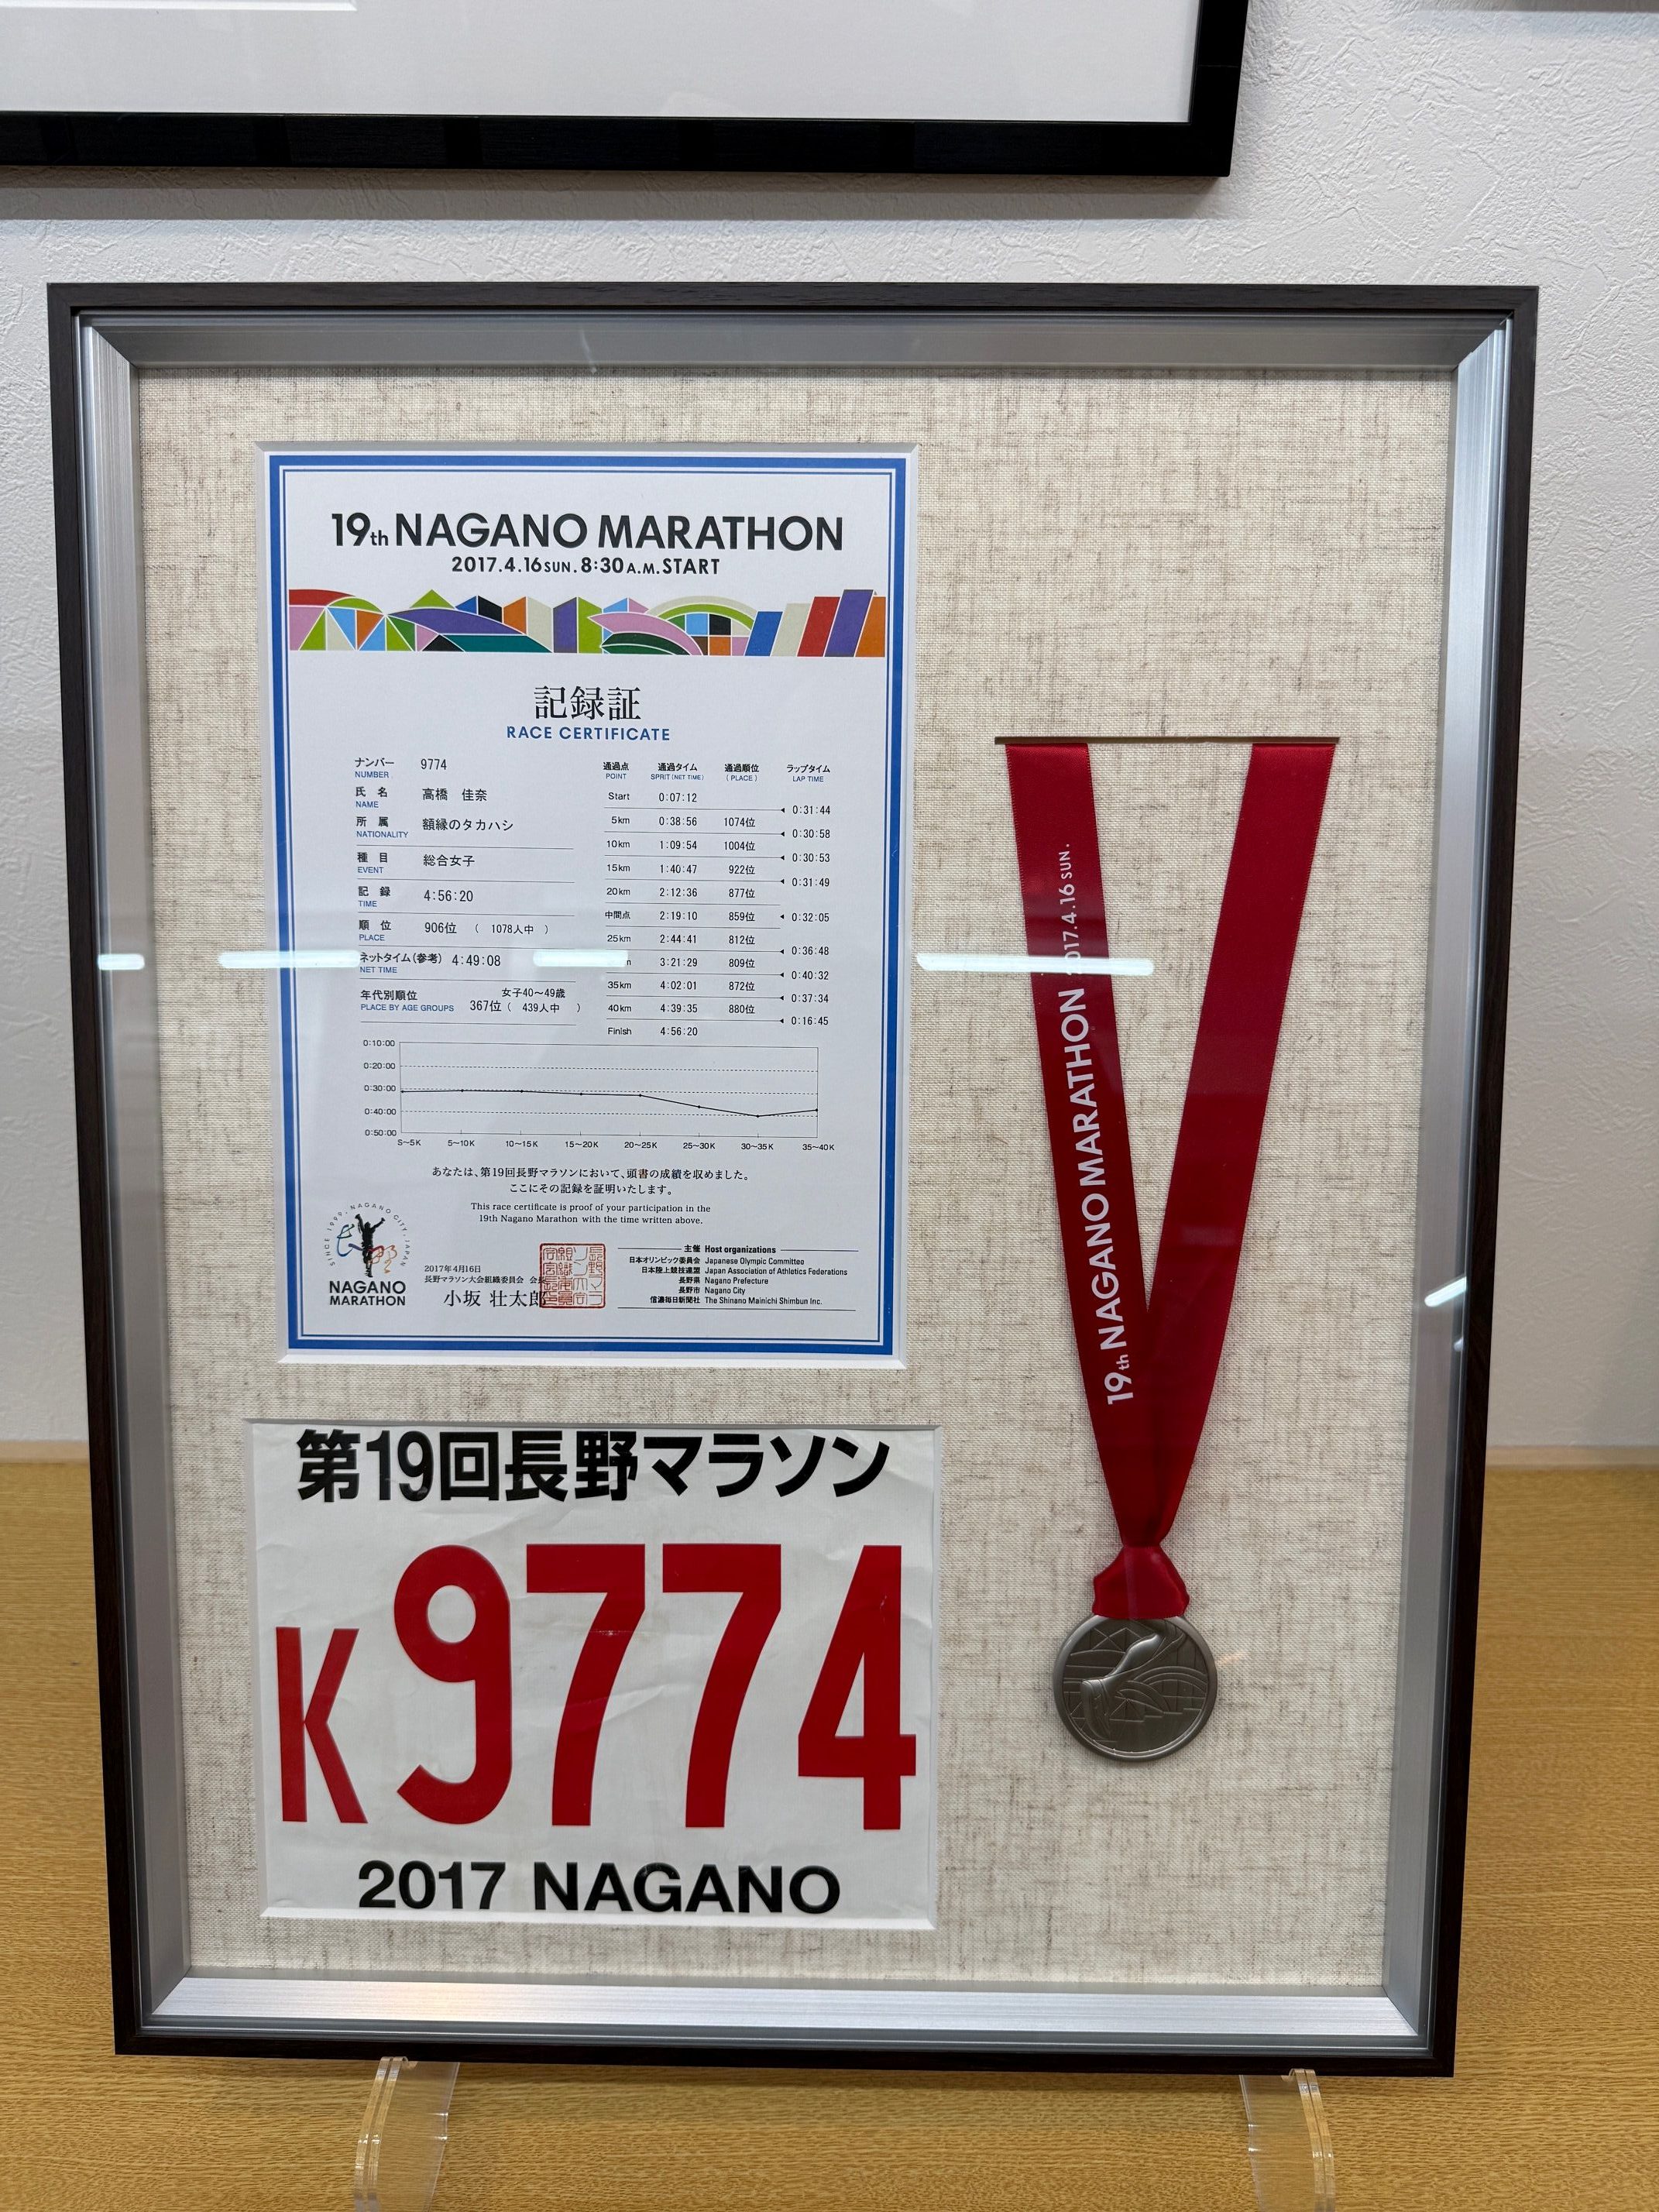 19th NAGANO MARATHON
2017.4.16 SUN. 8:30 A.M. START
記録証
RACE CERTIFICATE
ナンバー 9774
NUMBER
氏 名 高橋 佳奈
NAME
所 属 額縁のタカハシ
NATIONALITY
種 目 総合女子
EVENT
記 録 4:56:20
TIME
順 位 906位 ( 1078人中 )
PLACE
ネットタイム(参考) 4:49:08
NET TIME
年代別順位 女子40〜49歳
PLACE BY AGE GROUPS 367位 ( 439人中 )
通過点 通過タイム 通過順位 ラップタイム
POINT SPRIT (NET TIME) ( PLACE ) LAP TIME
Start 0:07:12
0:31:44
5km 0:38:56 1074位
0:30:58
10km 1:09:54 1004位
0:30:53
15km 1:40:47 922位
0:31:49
20km 2:12:36 877位
中間点 2:19:10 859位 0:32:05
25km 2:44:41 812位
0:36:48
3:21:29 809位
0:40:32
35km 4:02:01 872位
0:37:34
40km 4:39:35 880位
0:16:45
Finish 4:56:20
0:10:00
0:20:00
0:30:00
0:40:00
0:50:00
S〜5K 5〜10K 10〜15K 15〜20K 20〜25K 25〜30K 30〜35K 35〜40K
あなたは、第19回長野マラソンにおいて、頭書の成績を収めました。
ここにその記録を証明いたします。
This race certificate is proof of your participation in the
19th Nagano Marathon with the time written above.
SINCE 1999・NAGANO CITY, JAPAN
NAGANO
MARATHON
2017年4月16日
長野マラソン大会組織委員会 会長
小坂 壮太郎
主催 Host organizations
日本オリンピック委員会 Japanese Olympic Committee
日本陸上競技連盟 Japan Association of Athletics Federations
長野県 Nagano Prefecture
長野市 Nagano City
信濃毎日新聞社 The Shinano Mainichi Shimbun Inc.
19th NAGANO MARATHON 2017.4.16 SUN.
第19回長野マラソン
K9774
2017 NAGANO